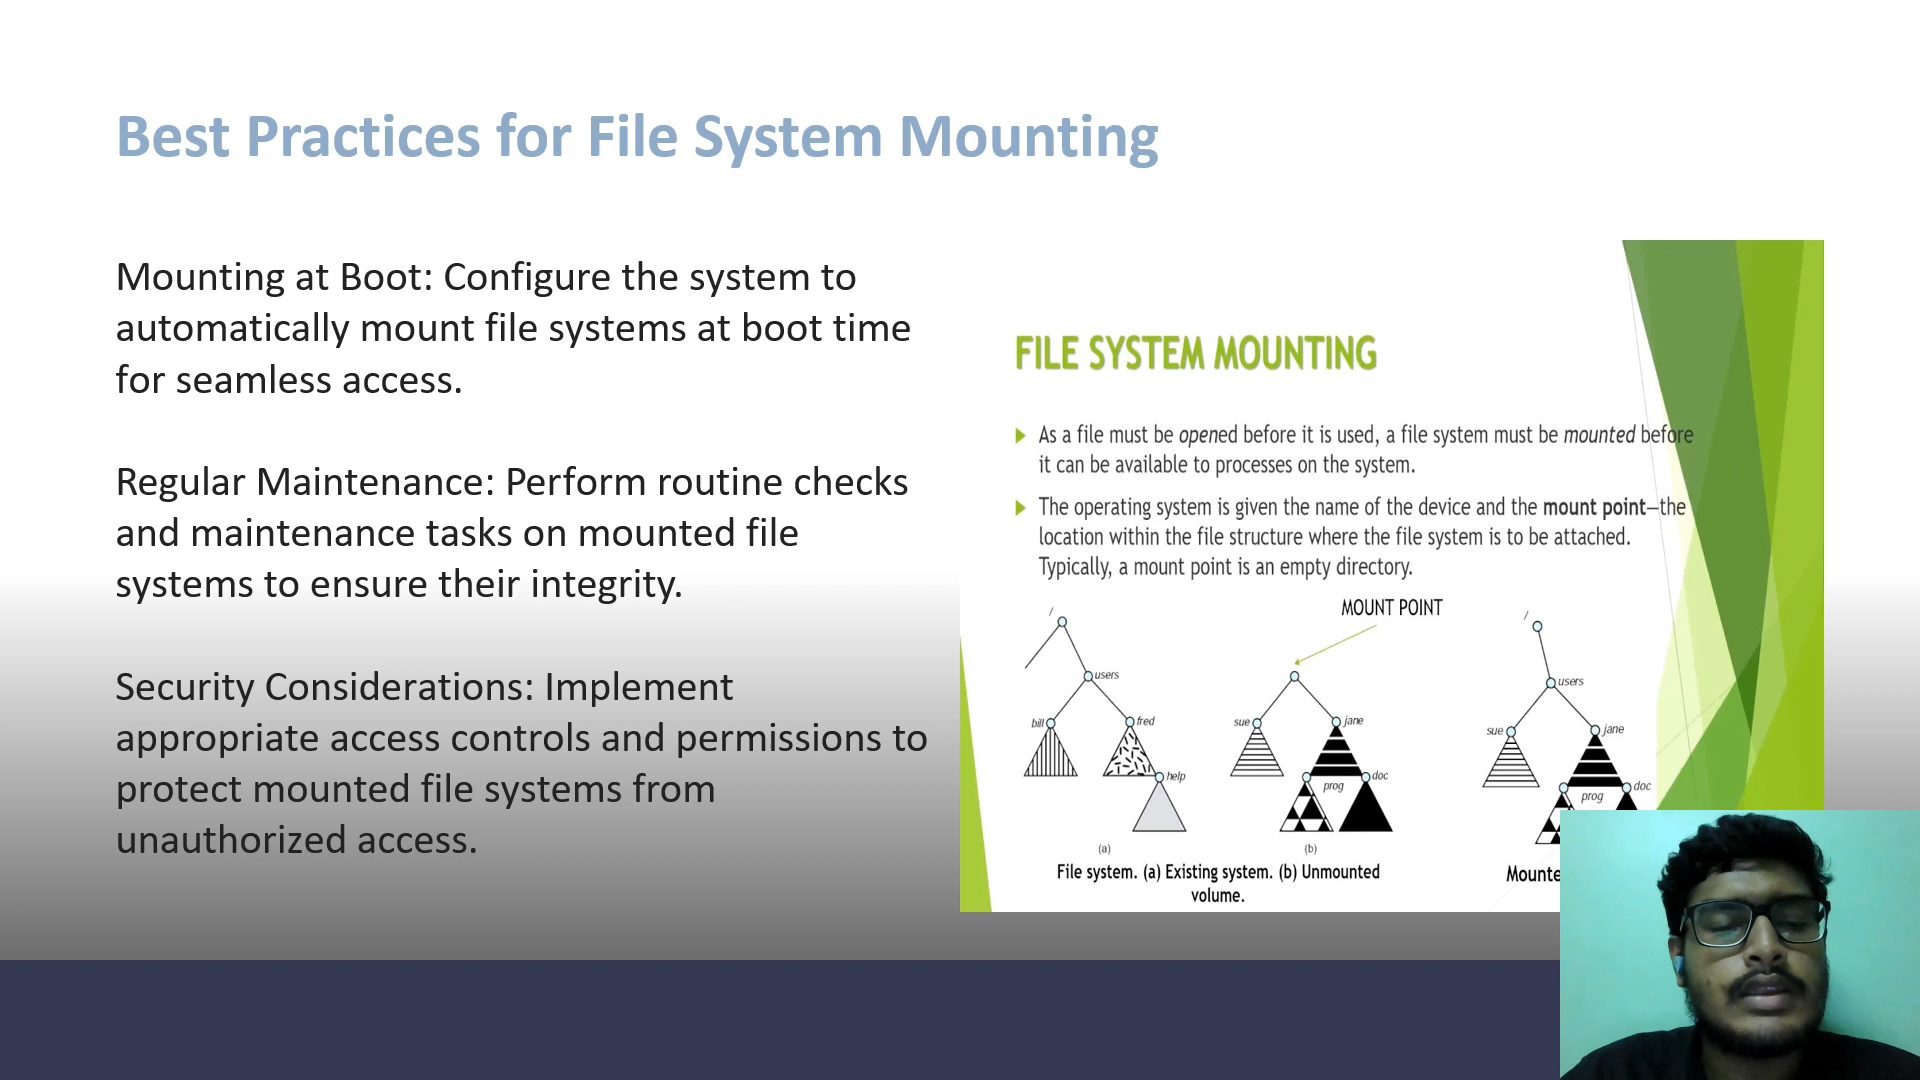 Best Practices for File System Mounting
Mounting at Boot: Configure the system to
automatically mount file systems at boot time
for seamless access.
Regular Maintenance: Perform routine checks
and maintenance tasks on mounted file
systems to ensure their integrity.
Security Considerations: Implement
appropriate access controls and permissions to
protect mounted file systems from
unauthorized access.
FILE SYSTEM MOUNTING
As a file must be opened before it is used, a file system must be mounted before
it can be available to processes on the system.
The operating system is given the name of the device and the mount point—the
location within the file structure where the file system is to be attached.
Typically, a mount point is an empty directory.
MOUNT POINT
/
users
bill
fred
help
(a)
sue
jane
prog
doc
(b)
File system. (a) Existing system. (b) Unmounted
volume.
/
users
sue
jane
prog
doc